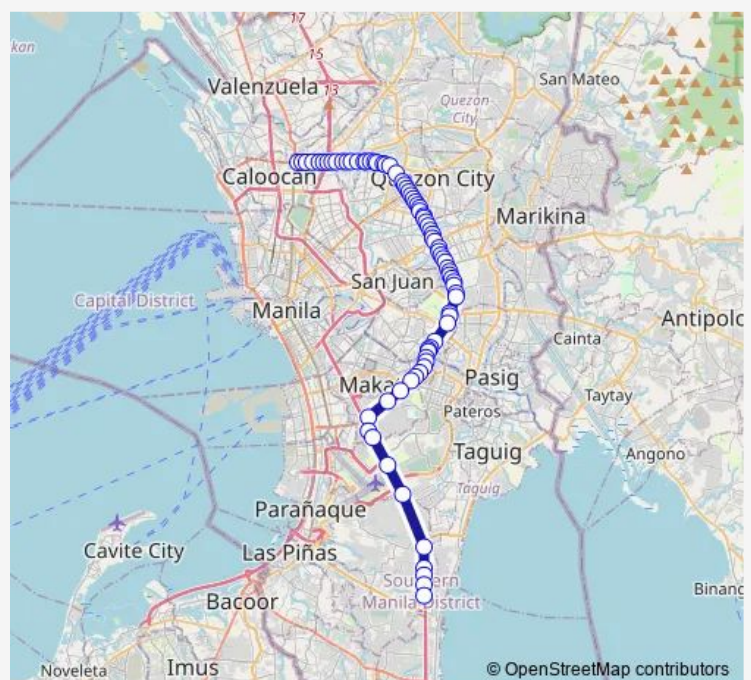 17
kan
15
Valenzuela
13
San Mateo
Quezon
City
Caloocan
Quezon City
Marikina
Capital District
San Juan
Manila
Antipolo
Cainta
Maka
Pasig
Taytay
Pateros
Taguig
Angono
Taguig
Parañaque
Cavite City
Las Piñas
Southern
Manila District
Binang
Bacoor
Noveleta
Imus
© OpenStreetMap contributors